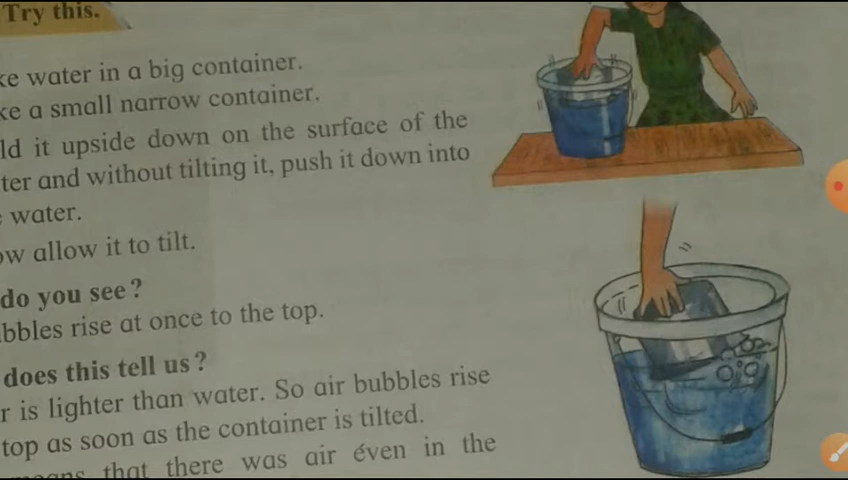 Try this.
ke water in a big container.
ke a small narrow container.
ld it upside down on the surface of the
ter and without tilting it, push it down into
e water.
ow allow it to tilt.
do you see?
bbles rise at once to the top.
does this tell us?
r is lighter than water. So air bubbles rise
top as soon as the container is tilted.
means that there was air even in the